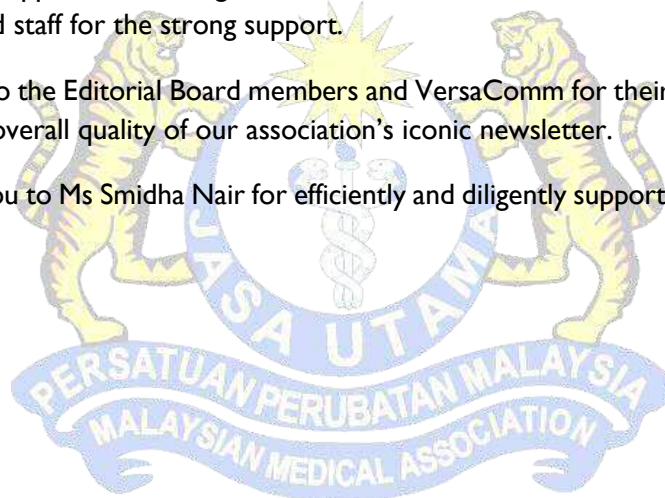 d staff for the strong support.
o the Editorial Board members and VersaComm for their
overall quality of our association's iconic newsletter.
ou to Ms Smidha Nair for efficiently and diligently support
JASA UTAMA
PERSATUAN PERUBATAN MALAYSIA
MALAYSIAN MEDICAL ASSOCIATION